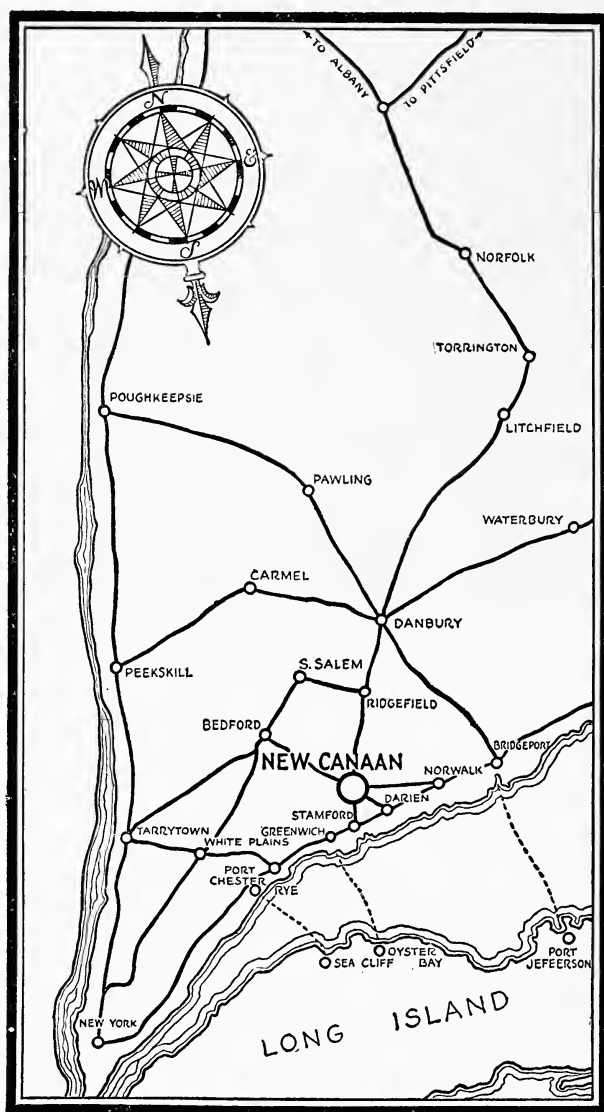 TO ALBANY
TO PITTSFIELD
N
E
W
S
NORFOLK
TORRINGTON
POUGHKEEPSIE
LITCHFIELD
PAWLING
WATERBURY
CARMEL
DANBURY
S. SALEM
PEEKSKILL
RIDGEFIELD
BEDFORD
BRIDGEPORT
NEW CANAAN
NORWALK
DARIEN
STAMFORD
TARRYTOWN
GREENWICH
WHITE PLAINS
PORT
CHESTER
RYE
OYSTER
BAY
SEA CLIFF
PORT
JEFEERSON
NEW YORK
LONG ISLAND